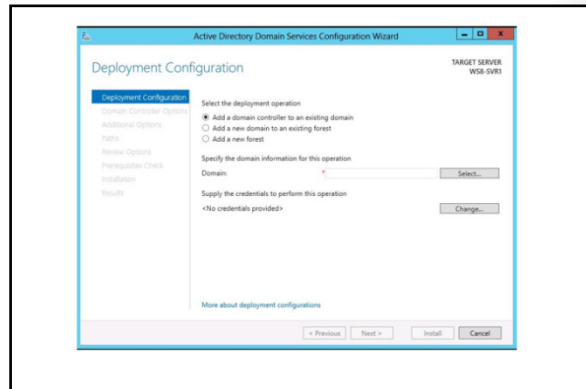 Active Directory Domain Services Configuration Wizard
Deployment Configuration
TARGET SERVER
WS8-SVR1
Deployment Configuration
Domain Controller Options
Additional Options
Paths
Review Options
Prerequisites Check
Installation
Results
Select the deployment operation
Add a domain controller to an existing domain
Add a new domain to an existing forest
Add a new forest
Specify the domain information for this operation
Domain: * Select...
Supply the credentials to perform this operation
<No credentials provided> Change...
More about deployment configurations
< Previous Next > Install Cancel